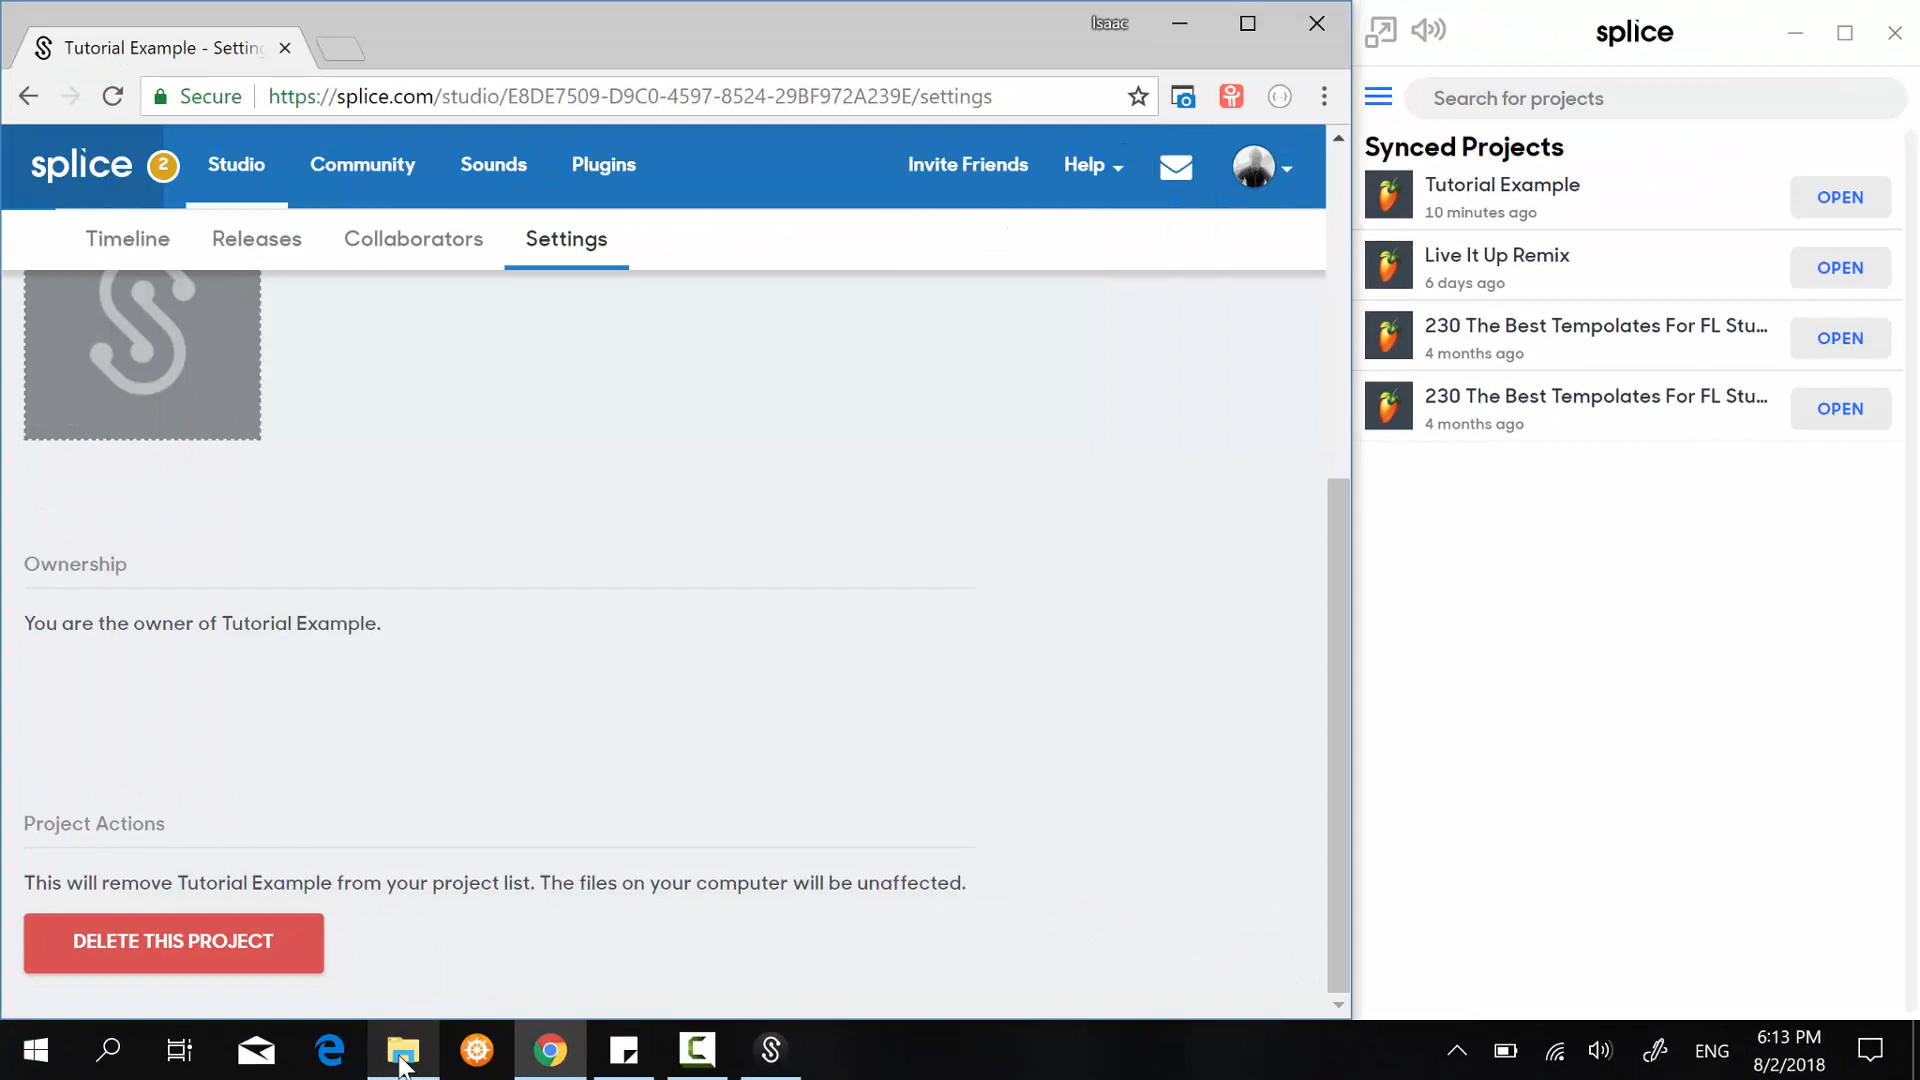 Isaac
Tutorial Example - Settin
Secure
https://splice.com/studio/E8DE7509-D9C0-4597-8524-29BF972A239E/settings
splice
2
Studio
Community
Sounds
Plugins
Invite Friends
Help
Timeline
Releases
Collaborators
Settings
Ownership
You are the owner of Tutorial Example.
Project Actions
This will remove Tutorial Example from your project list. The files on your computer will be unaffected.
DELETE THIS PROJECT
splice
Search for projects
Synced Projects
Tutorial Example
10 minutes ago
OPEN
Live It Up Remix
6 days ago
OPEN
230 The Best Tempolates For FL Stu...
4 months ago
OPEN
230 The Best Tempolates For FL Stu...
4 months ago
OPEN
ENG
6:13 PM
8/2/2018